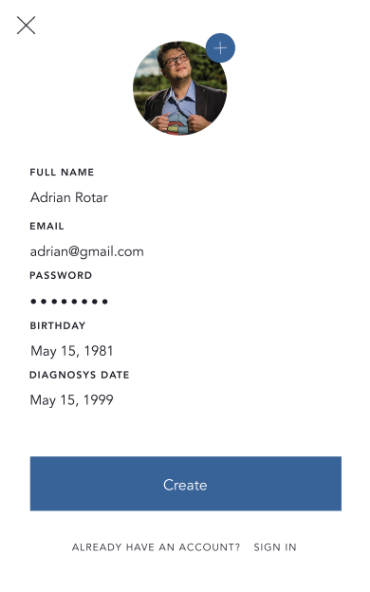 FULL NAME
Adrian Rotar
EMAIL
adrian@gmail.com
PASSWORD
••••••••
BIRTHDAY
May 15, 1981
DIAGNOSYS DATE
May 15, 1999
Create
ALREADY HAVE AN ACCOUNT? SIGN IN